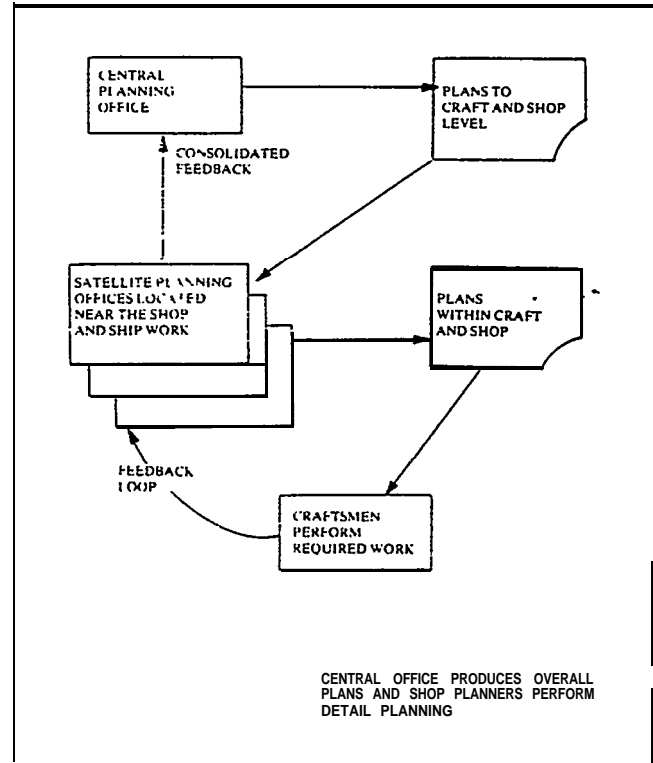 CENTRAL
PLANNING
OFFICE
PLANS TO
CRAFT AND SHOP
LEVEL
CONSOLIDATED
FEEDBACK
SATELLITE PLANNING
OFFICES LOCATED
NEAR THE SHOP
AND SHIP WORK
PLANS
WITHIN CRAFT
AND SHOP
FEEDBACK
LOOP
CRAFTSMEN
PERFORM
REQUIRED WORK
CENTRAL OFFICE PRODUCES OVERALL
PLANS AND SHOP PLANNERS PERFORM
DETAIL PLANNING